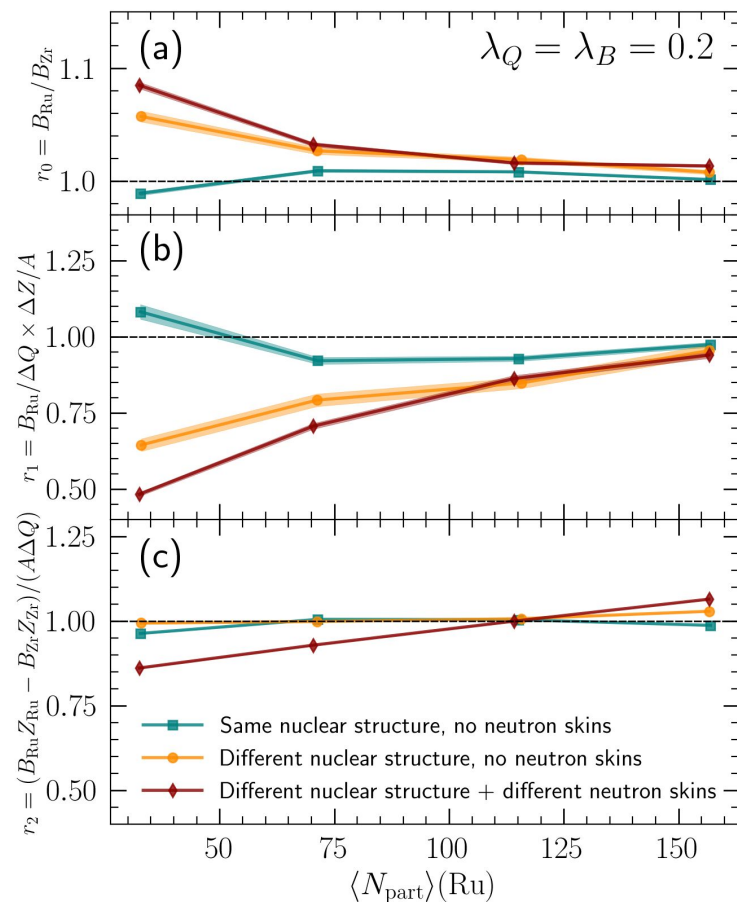 (a)
λ_Q = λ_B = 0.2
r_0 = B_Ru/B_Zr
1.1
1.0
(b)
r_1 = B_Ru/ΔQ × ΔZ/A
1.25
1.00
0.75
0.50
(c)
r_2 = (B_Ru Z_Ru − B_Zr Z_Zr)/(AΔQ)
1.25
1.00
0.75
0.50
Same nuclear structure, no neutron skins
Different nuclear structure, no neutron skins
Different nuclear structure + different neutron skins
50 75 100 125 150
⟨N_part⟩(Ru)